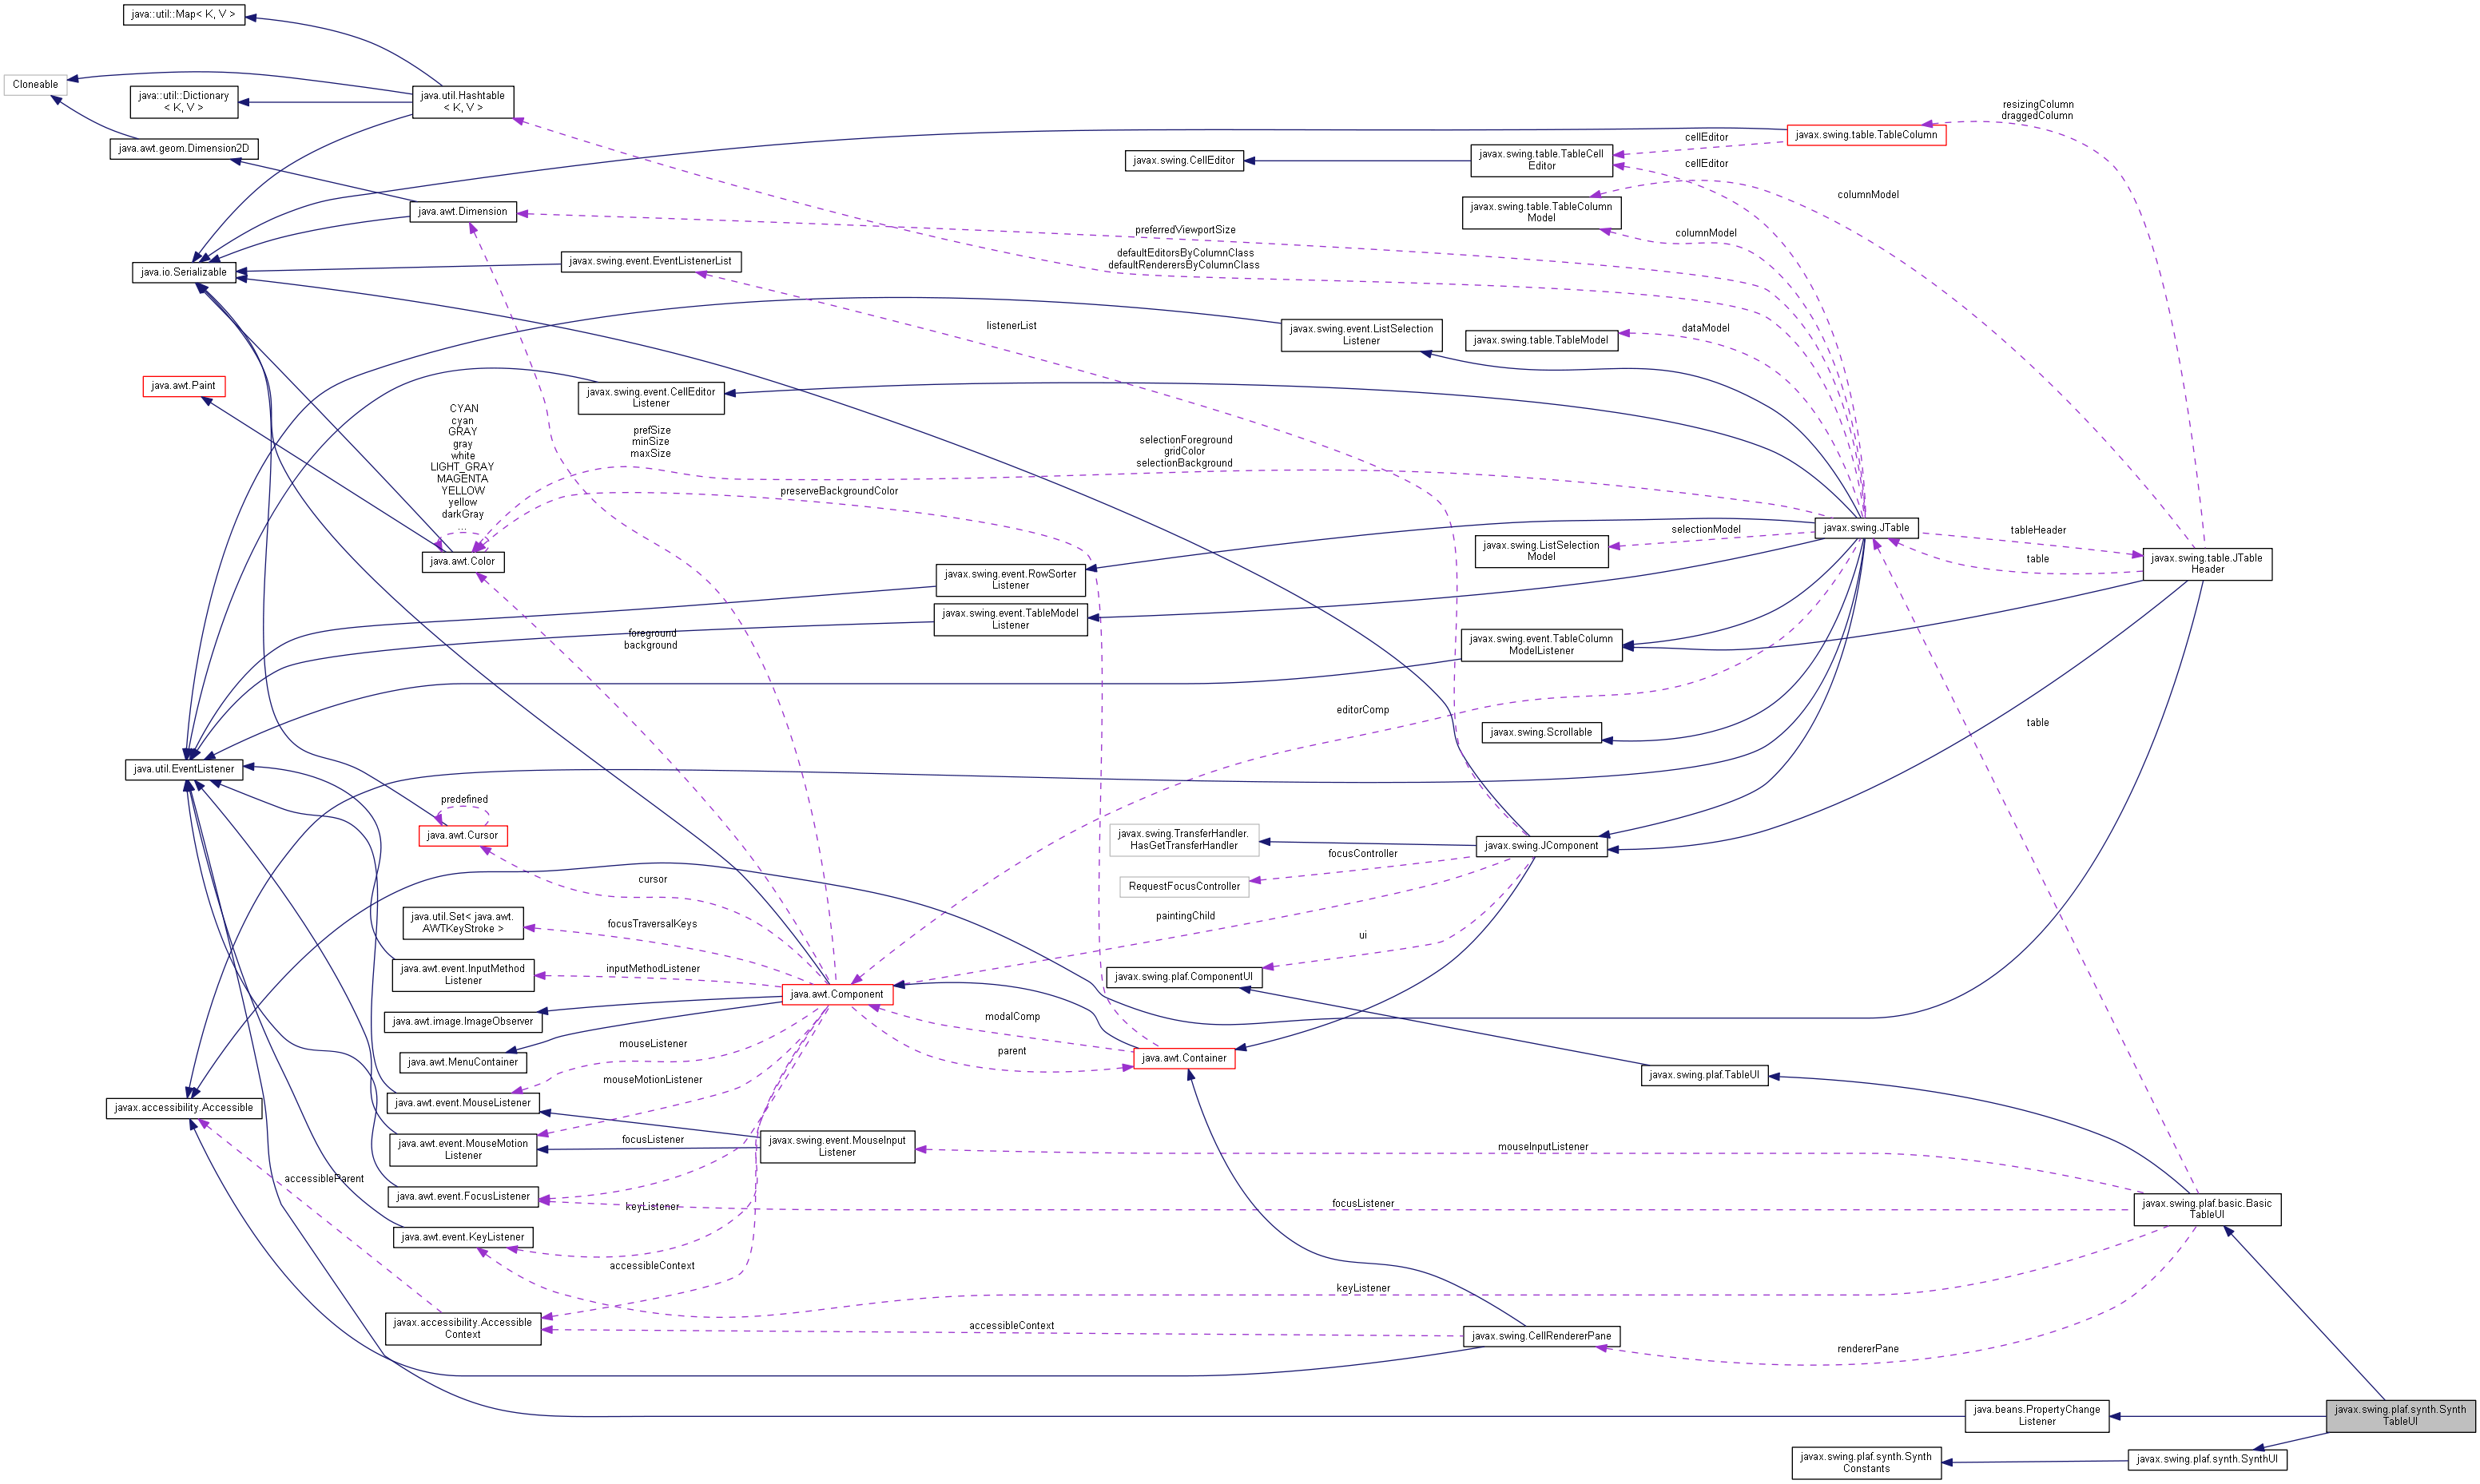 java::util::Map< K, V >
Cloneable
java::util::Dictionary
< K, V >
java.util.Hashtable
< K, V >
java.awt.geom.Dimension2D
resizingColumn
draggedColumn
javax.swing.table.TableColumn
cellEditor
javax.swing.CellEditor
javax.swing.table.TableCell
Editor
cellEditor
java.awt.Dimension
javax.swing.table.TableColumn
Model
columnModel
preferredViewportSize
columnModel
defaultEditorsByColumnClass
defaultRenderersByColumnClass
java.io.Serializable
javax.swing.event.EventListenerList
listenerList
javax.swing.event.ListSelection
Listener
javax.swing.table.TableModel
dataModel
java.awt.Paint
javax.swing.event.CellEditor
Listener
CYAN
cyan
GRAY
gray
white
LIGHT_GRAY
MAGENTA
YELLOW
yellow
darkGray
...
prefSize
minSize
maxSize
selectionForeground
gridColor
selectionBackground
preserveBackgroundColor
java.awt.Color
javax.swing.JTable
selectionModel
javax.swing.ListSelection
Model
tableHeader
table
javax.swing.table.JTable
Header
javax.swing.event.RowSorter
Listener
javax.swing.event.TableModel
Listener
foreground
background
javax.swing.event.TableColumn
ModelListener
editorComp
javax.swing.Scrollable
table
java.util.EventListener
predefined
java.awt.Cursor
javax.swing.TransferHandler.
HasGetTransferHandler
javax.swing.JComponent
focusController
RequestFocusController
cursor
java.util.Set< java.awt.
AWTKeyStroke >
focusTraversalKeys
paintingChild
ui
java.awt.event.InputMethod
Listener
inputMethodListener
java.awt.Component
javax.swing.plaf.ComponentUI
java.awt.image.ImageObserver
modalComp
parent
java.awt.MenuContainer
mouseListener
java.awt.Container
mouseMotionListener
javax.swing.plaf.TableUI
javax.accessibility.Accessible
java.awt.event.MouseListener
java.awt.event.MouseMotion
Listener
focusListener
javax.swing.event.MouseInput
Listener
mouseInputListener
accessibleParent
java.awt.event.FocusListener
keyListener
focusListener
javax.swing.plaf.basic.Basic
TableUI
java.awt.event.KeyListener
accessibleContext
keyListener
javax.accessibility.Accessible
Context
accessibleContext
javax.swing.CellRendererPane
rendererPane
java.beans.PropertyChange
Listener
javax.swing.plaf.synth.Synth
TableUI
javax.swing.plaf.synth.Synth
Constants
javax.swing.plaf.synth.SynthUI